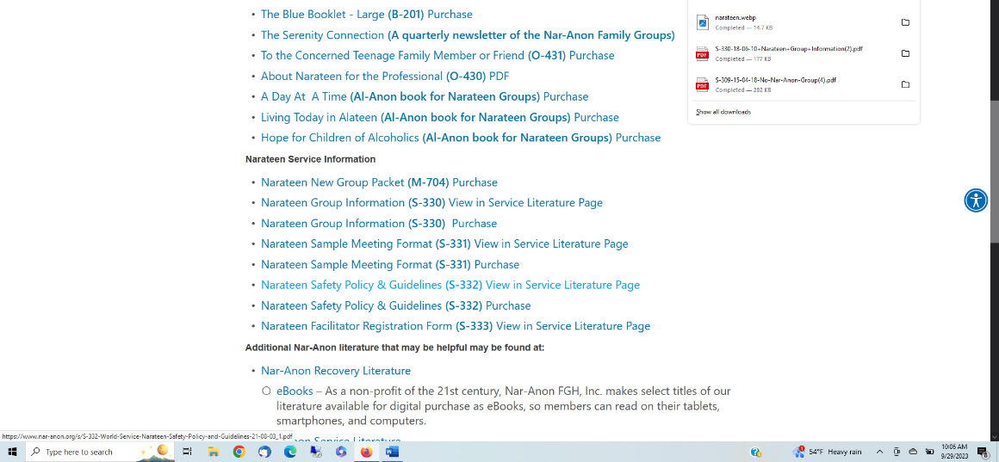 The Blue Booklet - Large (B-201) Purchase
The Serenity Connection (A quarterly newsletter of the Nar-Anon Family Groups)
To the Concerned Teenage Family Member or Friend (O-431) Purchase
About Narateen for the Professional (O-430) PDF
A Day At  A Time (Al-Anon book for Narateen Groups) Purchase
Living Today in Alateen (Al-Anon book for Narateen Groups) Purchase
Hope for Children of Alcoholics (Al-Anon book for Narateen Groups) Purchase
Narateen Service Information
Narateen New Group Packet (M-704) Purchase
Narateen Group Information (S-330) View in Service Literature Page
Narateen Group Information (S-330)  Purchase
Narateen Sample Meeting Format (S-331) View in Service Literature Page
Narateen Sample Meeting Format (S-331) Purchase
Narateen Safety Policy & Guidelines (S-332) View in Service Literature Page
Narateen Safety Policy & Guidelines (S-332) Purchase
Narateen Facilitator Registration Form (S-333) View in Service Literature Page
Additional Nar-Anon literature that may be helpful may be found at:
Nar-Anon Recovery Literature
eBooks – As a non-profit of the 21st century, Nar-Anon FGH, Inc. makes select titles of our
literature available for digital purchase as eBooks, so members can read on their tablets,
smartphones, and computers.
narateen.webp
Completed — 14.7 KB
PDF
S-330-18-06-10+Narateen+Group+Information(2).pdf
Completed — 177 KB
PDF
S-309-15-04-18-No-Nar-Anon-Group(4).pdf
Completed — 282 KB
Show all downloads
https://www.nar-anon.org/s/S-332-World-Service-Narateen-Safety-Policy-and-Guidelines-21-08-03_1.pdf
Type here to search
54°F Heavy rain
10:06 AM
9/29/2023